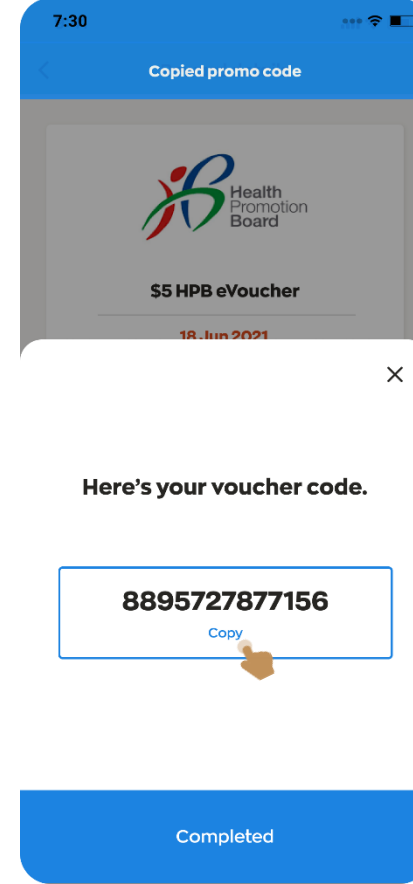 7:30
Copied promo code
Health
Promotion
Board
$5 HPB eVoucher
18 Jun 2021
Here's your voucher code.
8895727877156
Copy
Completed